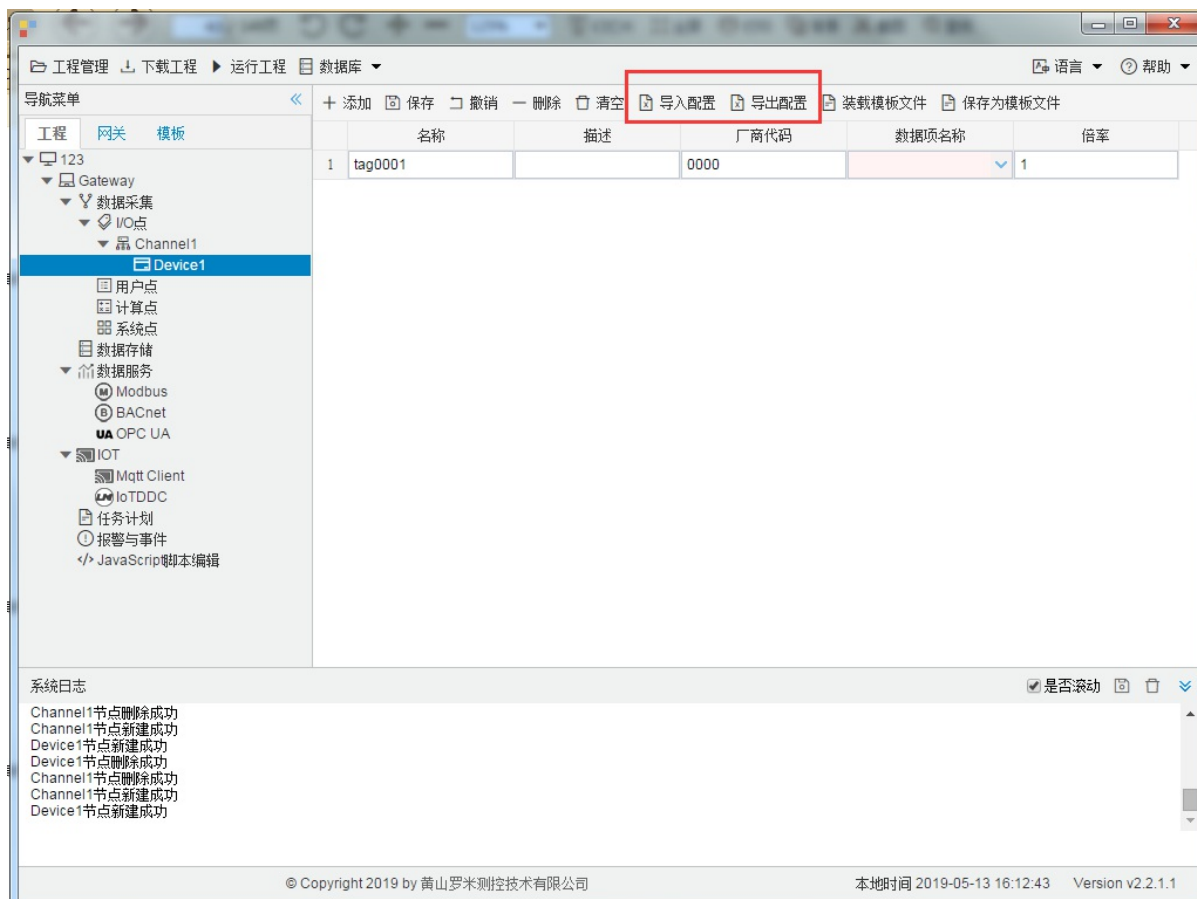 工程管理 下载工程 运行工程 数据库 语言 帮助
导航菜单
添加 保存 撤销 删除 清空 导入配置 导出配置 装载模板文件 保存为模板文件
工程 网关 模板
名称 描述 厂商代码 数据项名称 倍率
1 tag0001 0000 1
123
Gateway
数据采集
I/O点
Channel1
Device1
用户点
计算点
系统点
数据存储
数据服务
Modbus
BACnet
UA OPC UA
IOT
Mqtt Client
IoTDDC
任务计划
报警与事件
JavaScript脚本编辑
系统日志 是否滚动
Channel1节点删除成功
Channel1节点新建成功
Device1节点新建成功
Device1节点删除成功
Channel1节点删除成功
Channel1节点新建成功
Device1节点新建成功
© Copyright 2019 by 黄山罗米测控技术有限公司 本地时间 2019-05-13 16:12:43 Version v2.2.1.1